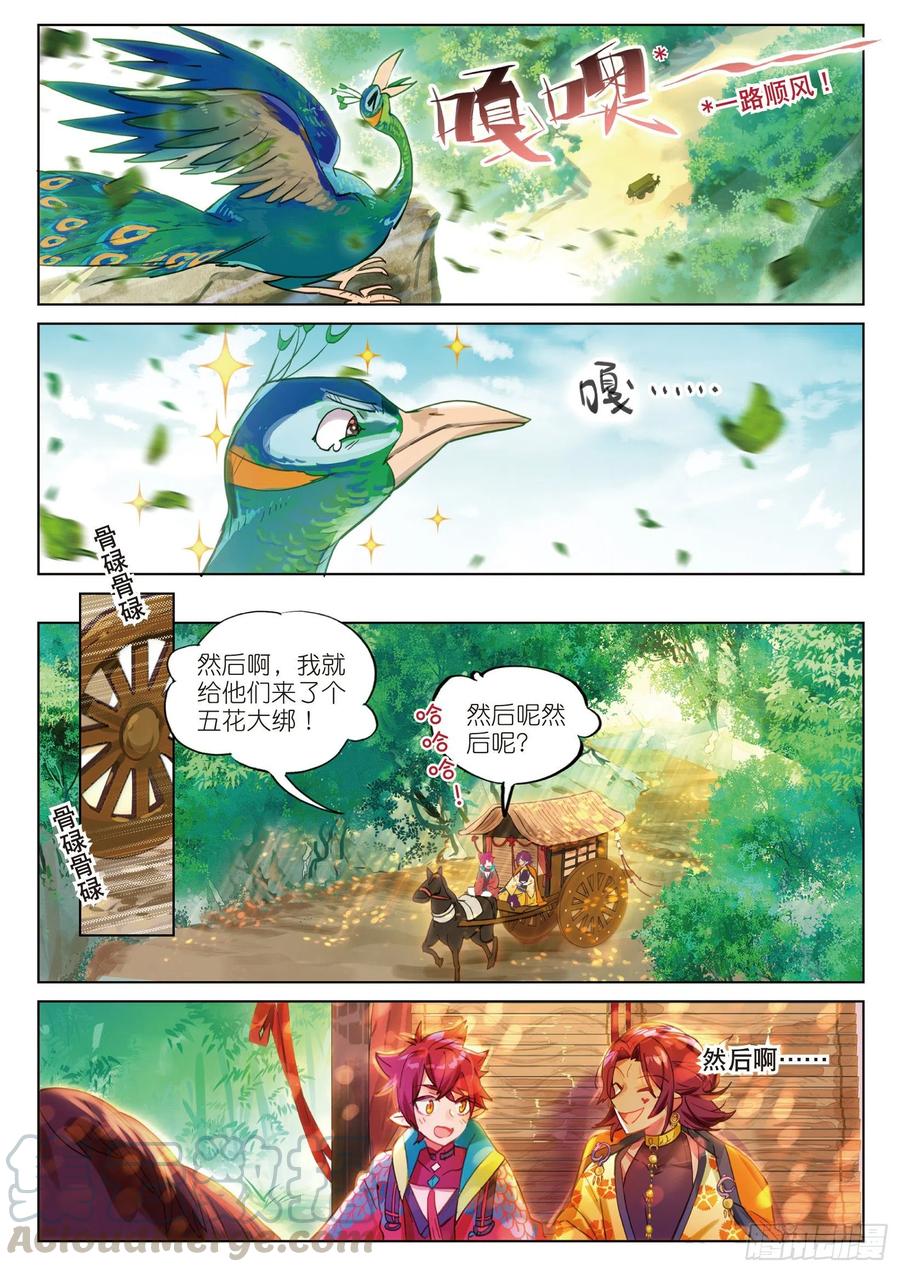 嘎噢*
*一路顺风！
嘎……
骨碌骨碌
然后啊，我就
给他们来了个
五花大绑！
哈
哈
哈！
然后呢然
后呢？
骨碌骨碌
然后啊……
AcloudMerge.com
腾讯动漫